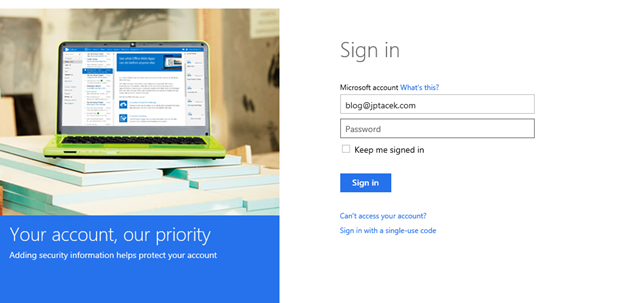 Sign in
Microsoft account What's this?
blog@jptacek.com
Password
Keep me signed in
Sign in
Can't access your account?
Sign in with a single-use code
Your account, our priority
Adding security information helps protect your account